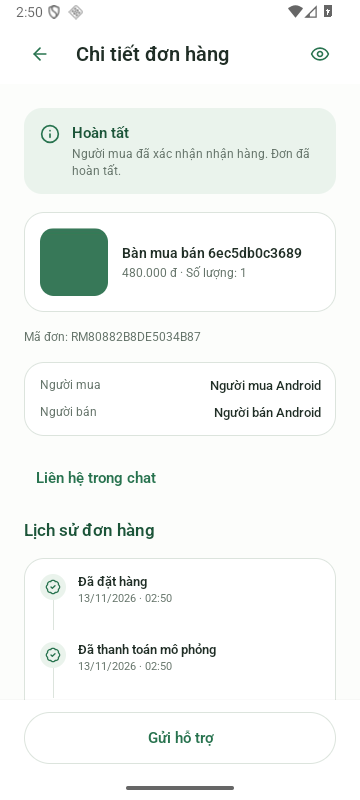 2:50
Chi tiết đơn hàng
Hoàn tất
Người mua đã xác nhận nhận hàng. Đơn đã
hoàn tất.
Bàn mua bán 6ec5db0c3689
480.000 đ · Số lượng: 1
Mã đơn: RM80882B8DE5034B87
Người mua
Người mua Android
Người bán
Người bán Android
Liên hệ trong chat
Lịch sử đơn hàng
Đã đặt hàng
13/11/2026 · 02:50
Đã thanh toán mô phỏng
13/11/2026 · 02:50
Gửi hỗ trợ